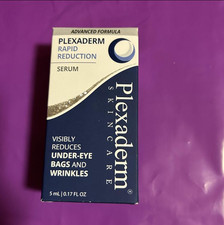 ADVANCED FORMULA
PLEXADERM
RAPID
REDUCTION
SERUM
VISIBLY
REDUCES
UNDER-EYE
BAGS AND
WRINKLES
5 mL | 0.17 FL OZ
Plexaderm®
SKINCARE